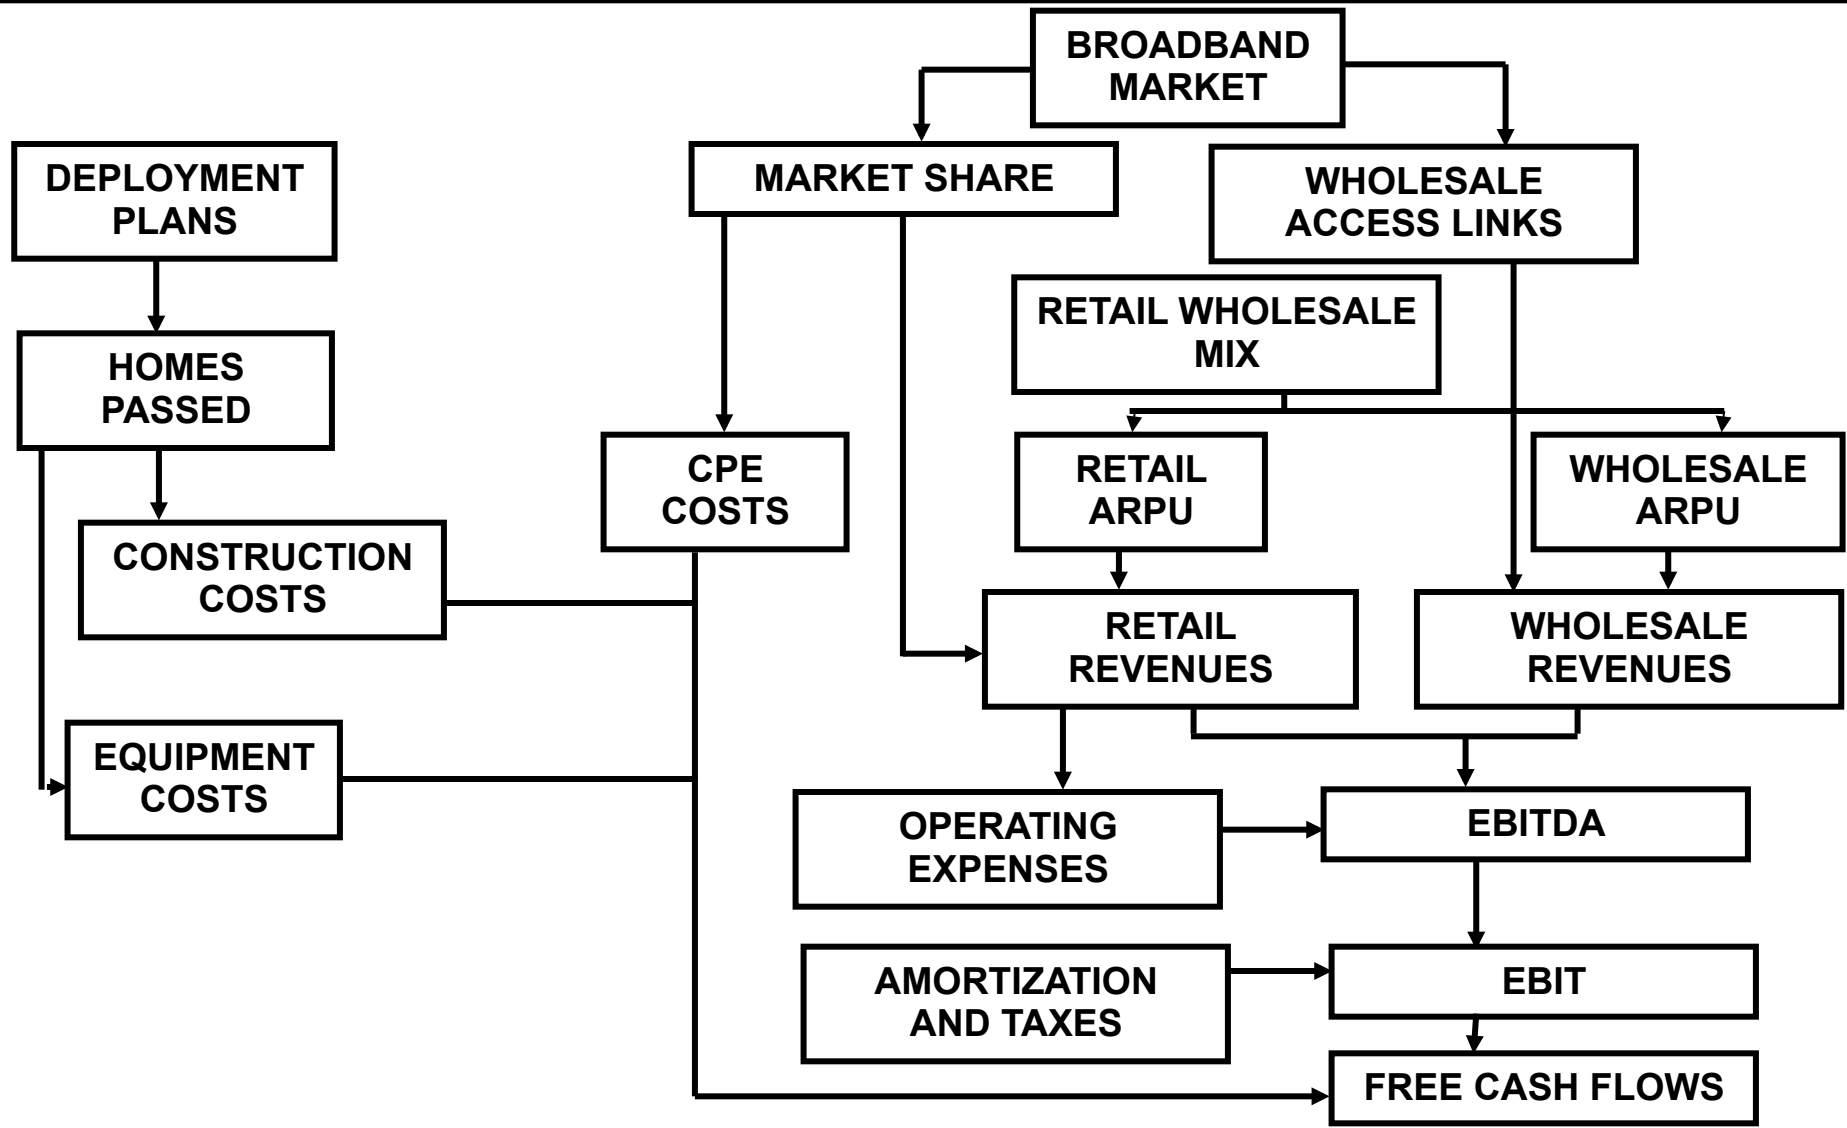 BROADBAND
MARKET
DEPLOYMENT
PLANS
MARKET SHARE
WHOLESALE
ACCESS LINKS
RETAIL WHOLESALE
MIX
HOMES
PASSED
CPE
COSTS
RETAIL
ARPU
WHOLESALE
ARPU
CONSTRUCTION
COSTS
RETAIL
REVENUES
WHOLESALE
REVENUES
EQUIPMENT
COSTS
OPERATING
EXPENSES
EBITDA
AMORTIZATION
AND TAXES
EBIT
FREE CASH FLOWS